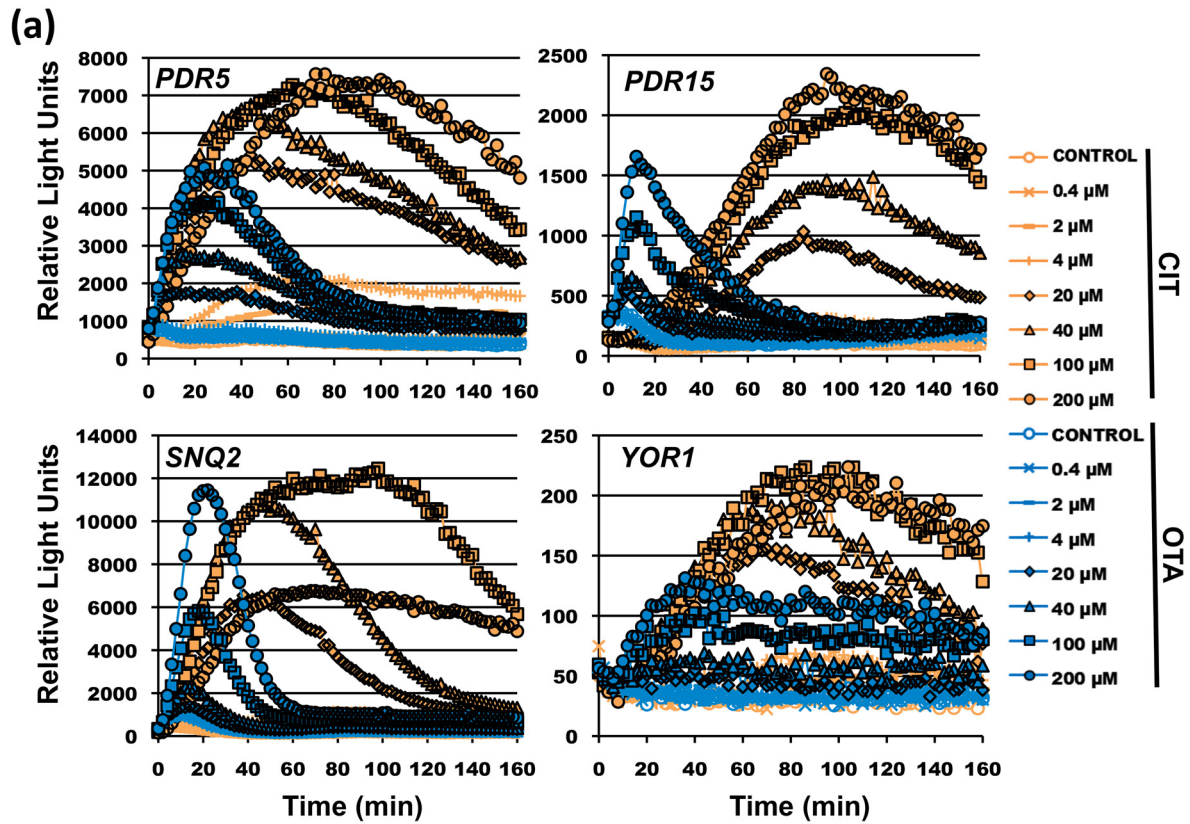 (a)
PDR5
8000
7000
6000
5000
4000
3000
2000
1000
0
0 20 40 60 80 100 120 140 160
Relative Light Units
PDR15
2500
2000
1500
1000
500
0
0 20 40 60 80 100 120 140 160
SNQ2
14000
12000
10000
8000
6000
4000
2000
0
0 20 40 60 80 100 120 140 160
Relative Light Units
Time (min)
YOR1
250
200
150
100
50
0
0 20 40 60 80 100 120 140 160
Time (min)
CONTROL
0.4 µM
2 µM
4 µM
20 µM
40 µM
100 µM
200 µM
CIT
CONTROL
0.4 µM
2 µM
4 µM
20 µM
40 µM
100 µM
200 µM
OTA